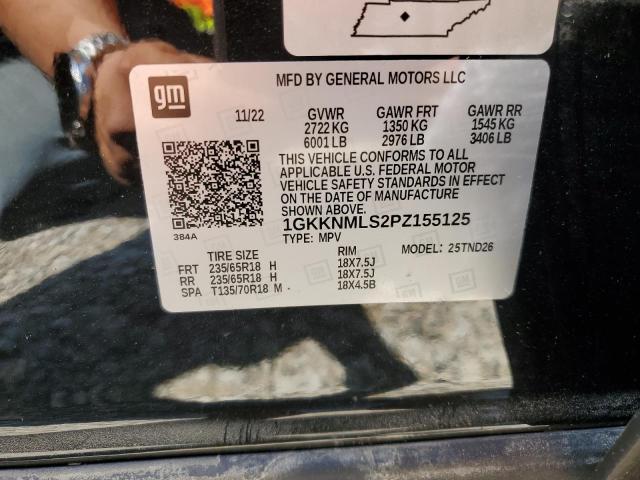 gm
MFD BY GENERAL MOTORS LLC
11/22 GVWR GAWR FRT GAWR RR
2722 KG 1350 KG 1545 KG
6001 LB 2976 LB 3406 LB
THIS VEHICLE CONFORMS TO ALL
APPLICABLE U.S. FEDERAL MOTOR
VEHICLE SAFETY STANDARDS IN EFFECT
ON THE DATE OF MANUFACTURE
SHOWN ABOVE.
384A
1GKKNMLS2PZ155125
TYPE: MPV MODEL: 25TND26
TIRE SIZE RIM
FRT 235/65R18 H 18X7.5J
RR 235/65R18 H 18X7.5J
SPA T135/70R18 M 18X4.5B